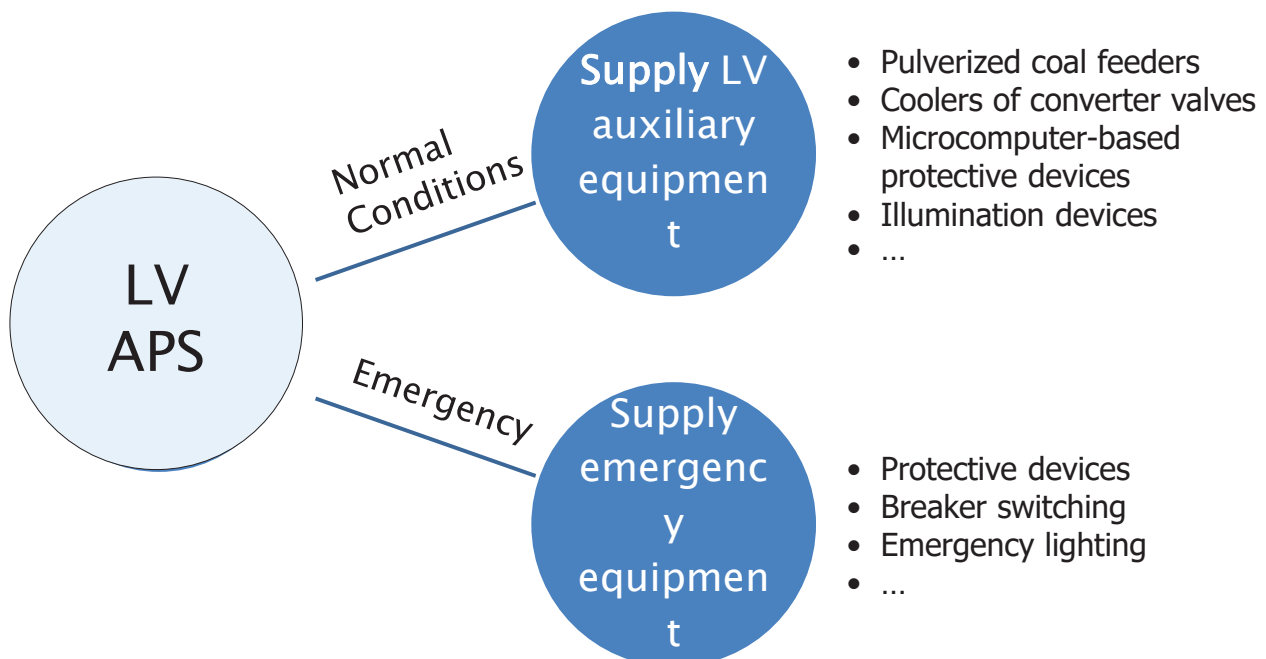 LV
APS
Normal
Conditions
Supply LV
auxiliary
equipmen
t
• Pulverized coal feeders
• Coolers of converter valves
• Microcomputer-based
protective devices
• Illumination devices
• …
Emergency
Supply
emergenc
y
equipmen
t
• Protective devices
• Breaker switching
• Emergency lighting
• …